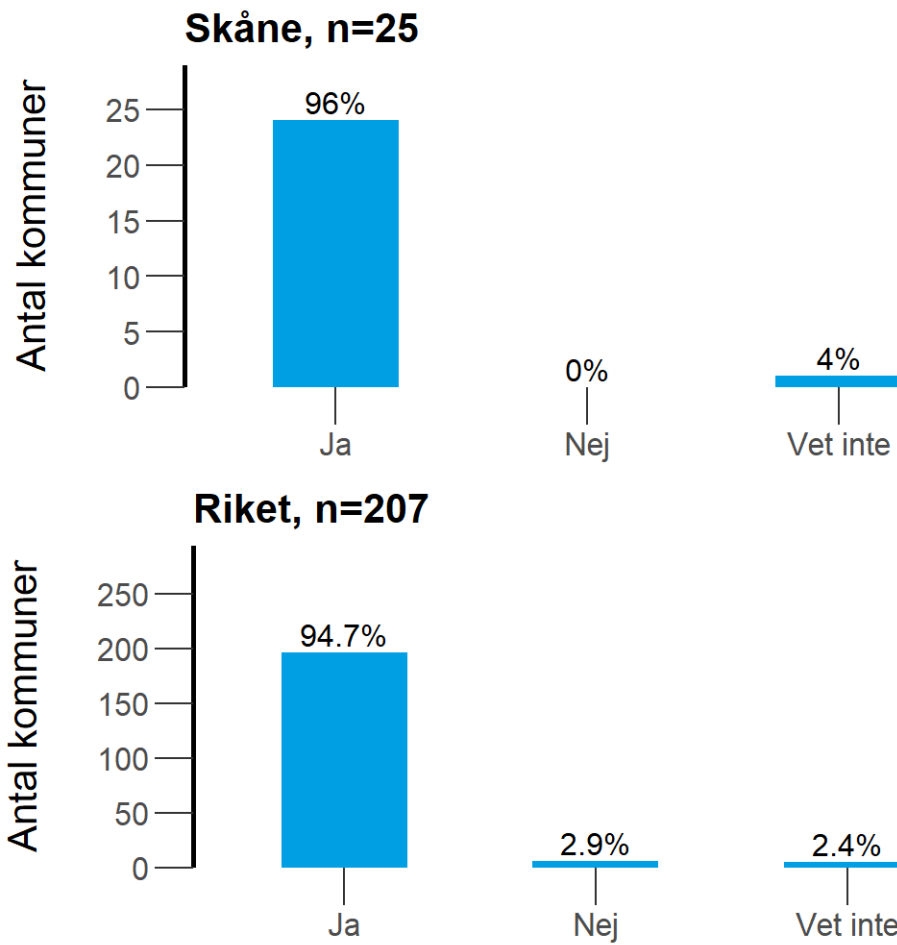 Skåne, n=25
Antal kommuner
25
20
15
10
5
0
96%
0%
4%
Ja
Nej
Vet inte
Riket, n=207
Antal kommuner
250
200
150
100
50
0
94.7%
2.9%
2.4%
Ja
Nej
Vet inte